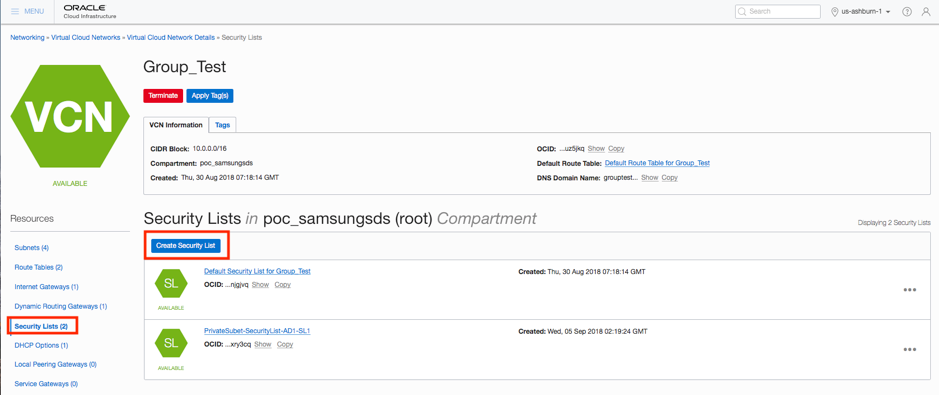 MENU
ORACLE
Cloud Infrastructure
Search
us-ashburn-1
Networking » Virtual Cloud Networks » Virtual Cloud Network Details » Security Lists
VCN
AVAILABLE
Group_Test
Terminate
Apply Tag(s)
VCN Information
Tags
CIDR Block: 10.0.0.0/16
Compartment: poc_samsungsds
Created: Thu, 30 Aug 2018 07:18:14 GMT
OCID: ...uz5jkq Show Copy
Default Route Table: Default Route Table for Group_Test
DNS Domain Name: grouptest... Show Copy
Resources
Subnets (4)
Route Tables (2)
Internet Gateways (1)
Dynamic Routing Gateways (1)
Security Lists (2)
DHCP Options (1)
Local Peering Gateways (0)
Service Gateways (0)
Security Lists in poc_samsungsds (root) Compartment
Displaying 2 Security Lists
Create Security List
SL
AVAILABLE
Default Security List for Group_Test
OCID: ...njgjvq Show Copy
Created: Thu, 30 Aug 2018 07:18:14 GMT
SL
AVAILABLE
PrivateSubet-SecurityList-AD1-SL1
OCID: ...xry3cq Show Copy
Created: Wed, 05 Sep 2018 02:19:24 GMT